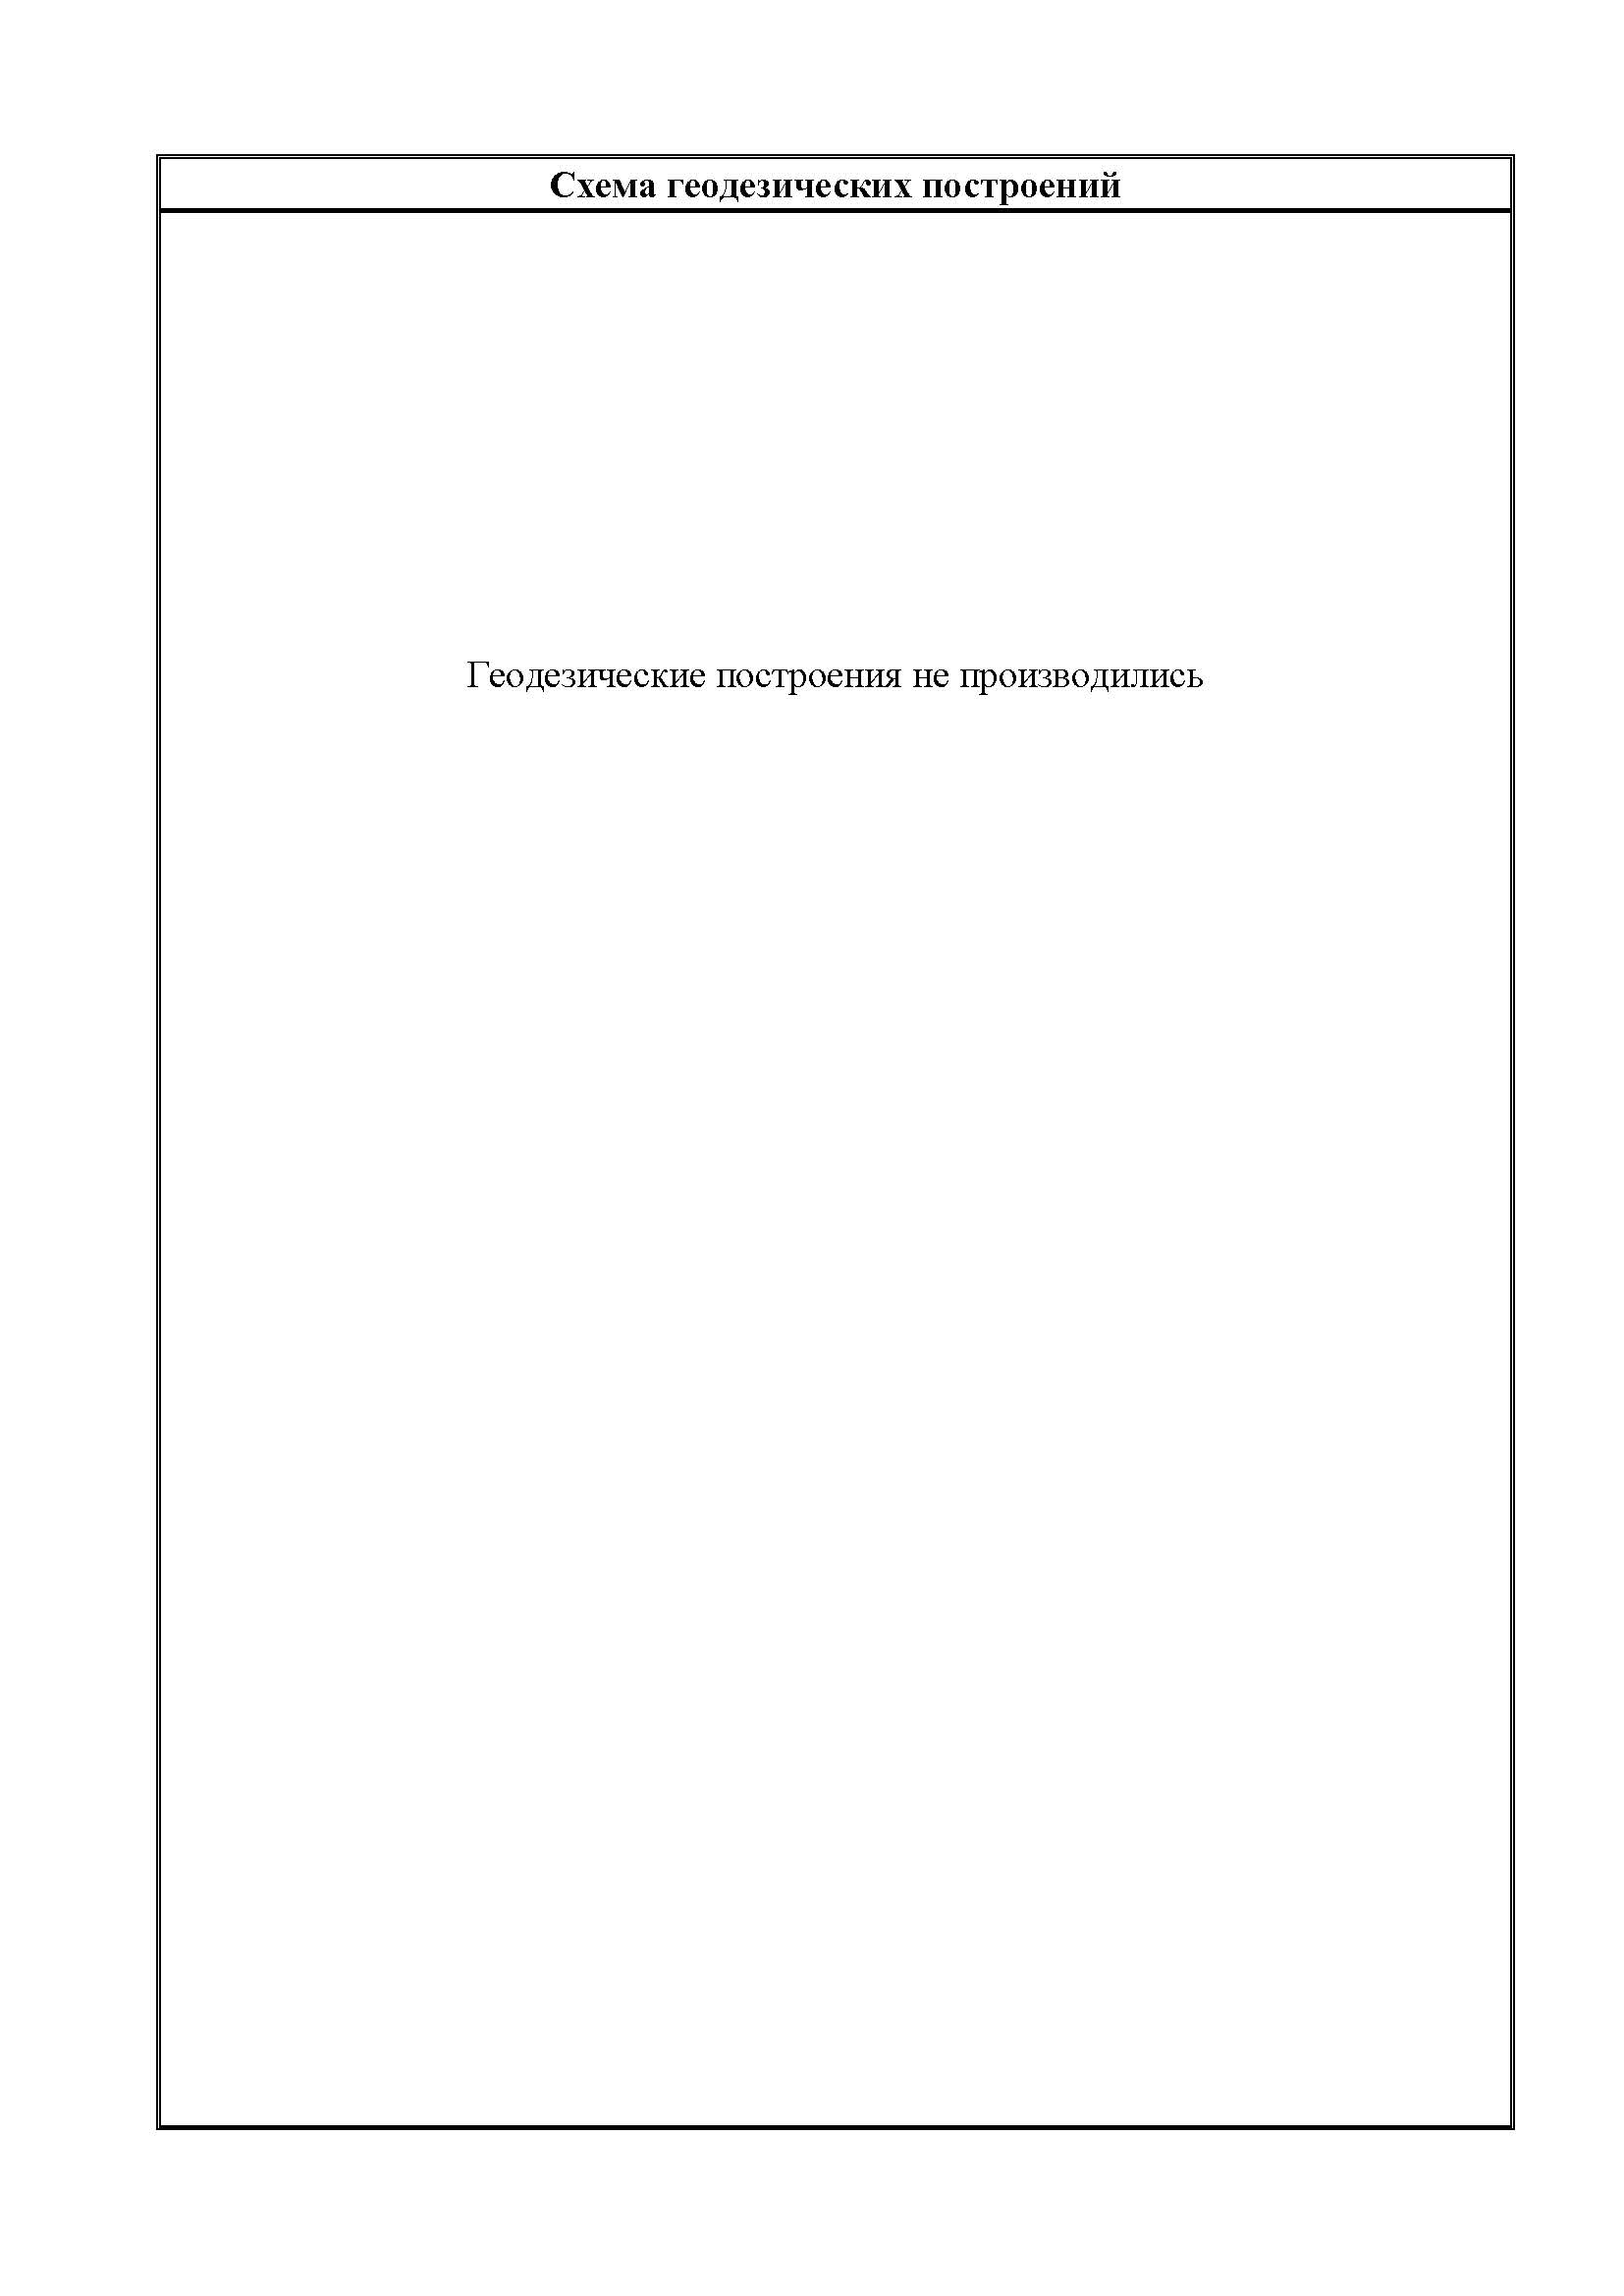 Схема геодезических построений
Геодезические построения не производились